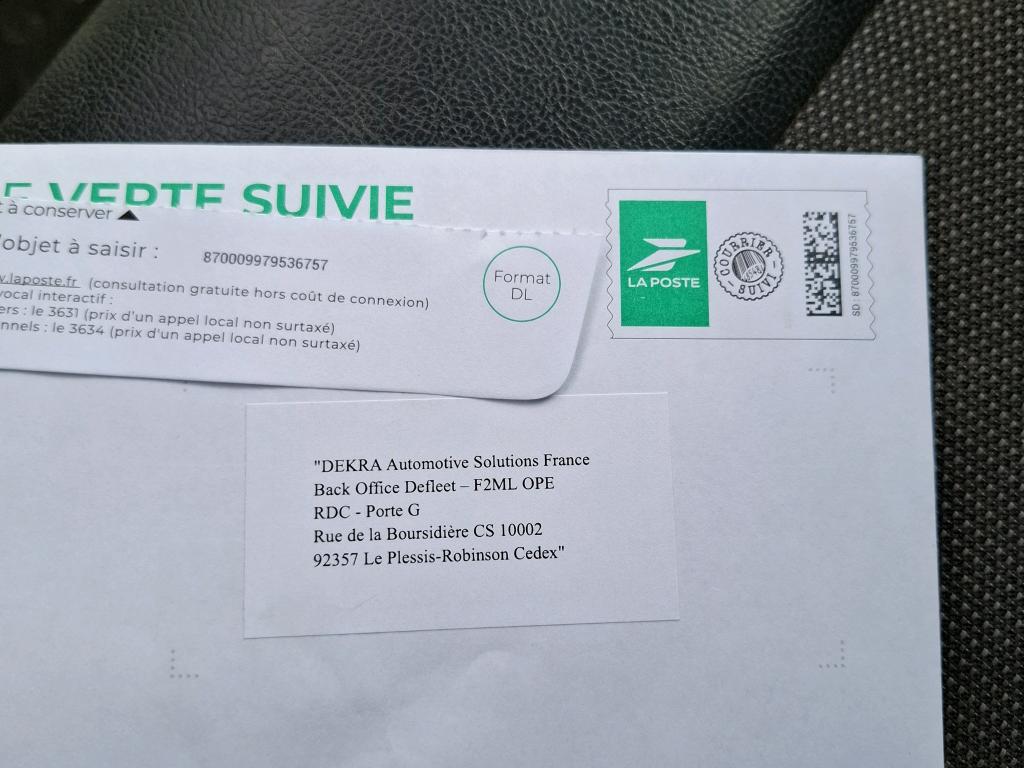 VERTE SUIVIE
t à conserver
'objet à saisir : 870009979536757
w.laposte.fr (consultation gratuite hors coût de connexion)
vocal interactif :
ers : le 3631 (prix d'un appel local non surtaxé)
nnels : le 3634 (prix d'un appel local non surtaxé)
Format
DL
LA POSTE
COURRIER
SUIVI
SD : 870009979536757
"DEKRA Automotive Solutions France
Back Office Defleet – F2ML OPE
RDC - Porte G
Rue de la Boursidière CS 10002
92357 Le Plessis-Robinson Cedex"